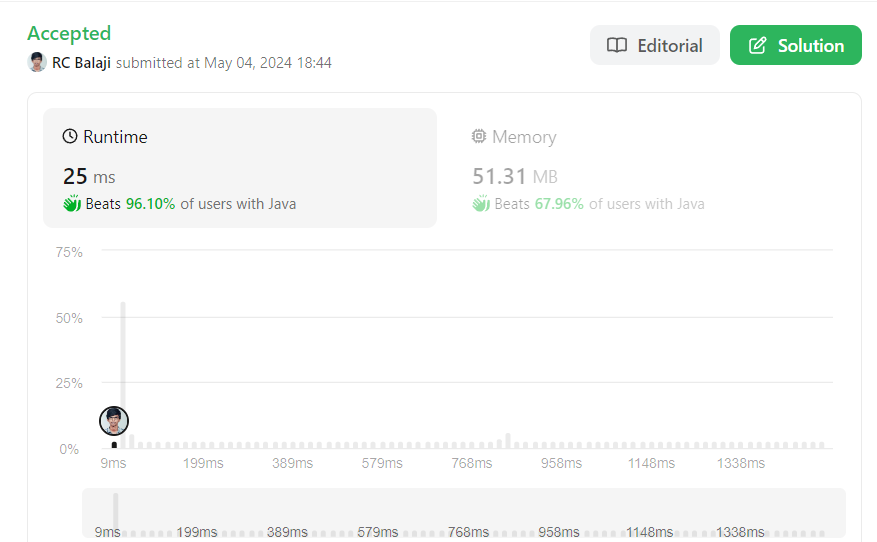 Accepted
RC Balaji submitted at May 04, 2024 18:44
Editorial
Solution
Runtime
25 ms
Beats 96.10% of users with Java
Memory
51.31 MB
Beats 67.96% of users with Java
75%
50%
25%
0%
9ms 199ms 389ms 579ms 768ms 958ms 1148ms 1338ms
9ms 199ms 389ms 579ms 768ms 958ms 1148ms 1338ms